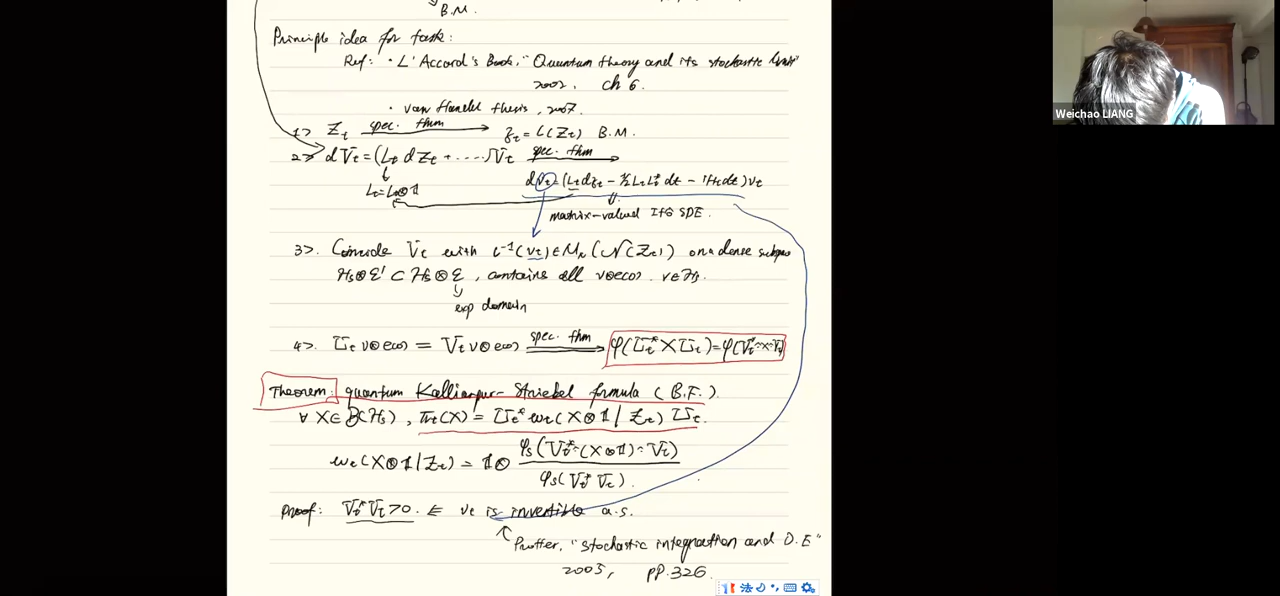 B.M.
Principle idea for task:
Ref: · L'Accord's Book, "Quantum theory and its stochastic limit"
2002, ch 6.
· van Handel thesis, 2007.
1> Z_t spec. thm → z_t = ι(Z_t) B.M.
2> dV_t = (L_t dZ_t + ....)V_t spec. thm →
L_t = L_t⊗𝟙
dv_t = (L_t dz_t - 1/2 L_t L_t^* dt - iH_t dt) v_t
matrix-valued Itô SDE.
3>. Coincide V_t with ι^{-1}(v_t) ∈ M_n(𝒩(Z_t)) on a dense
H_s⊗ε' ⊂ H_s⊗ε, contains all v⊗e(0). v∈H_s.
exp domain
4>. U_t v⊗e(0) = V_t v⊗e(0) spec. thm ⇒ φ(U_t^* X U_t) = φ(V_t^* X V_t)
Theorem: quantum Kallianpur-Striebel formula (B.F.).
∀ X∈B(H_s), π_t(X) = U_t^* w_t(X⊗𝟙 | Z_t) U_t.
w_t(X⊗𝟙 | Z_t) = 𝟙⊗ φ_s(V_t^*·(X⊗𝟙)·V_t) / φ_s(V_t^* V_t).
Proof: V_t^* V_t > 0. ⇐ v_t is invertible a.s.
Protter, "Stochastic integration and D.E"
2005, pp.326.
Weichao LIANG
法